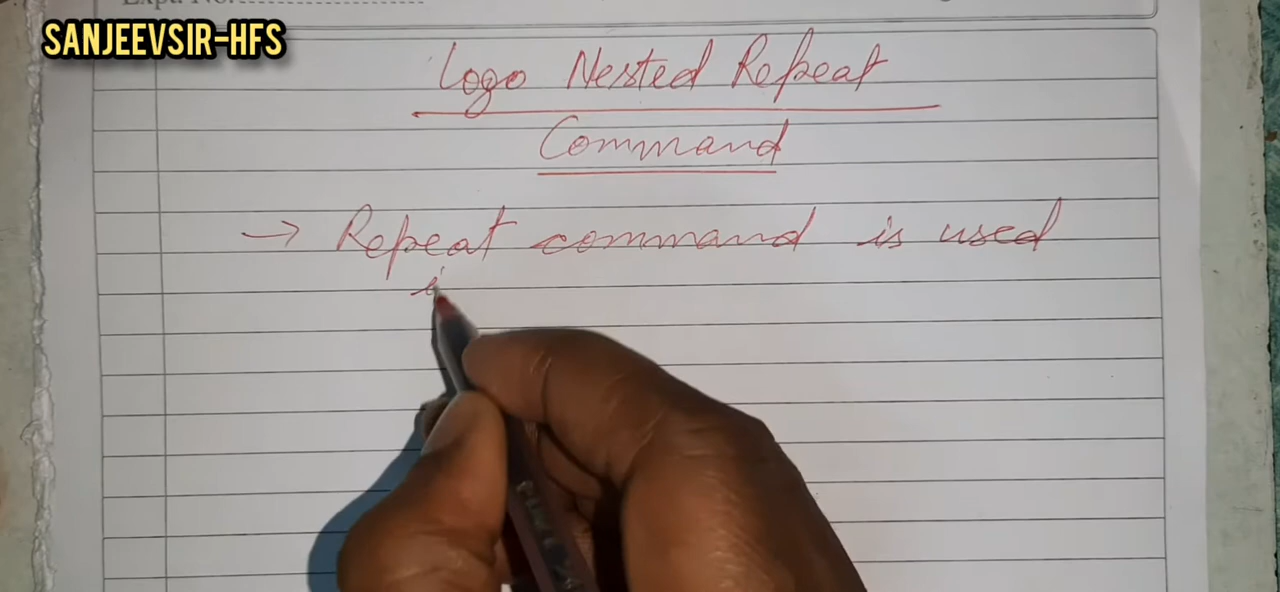 SANJEEVSIR-HFS
Logo Nested Repeat
Command
→ Repeat command is used
i